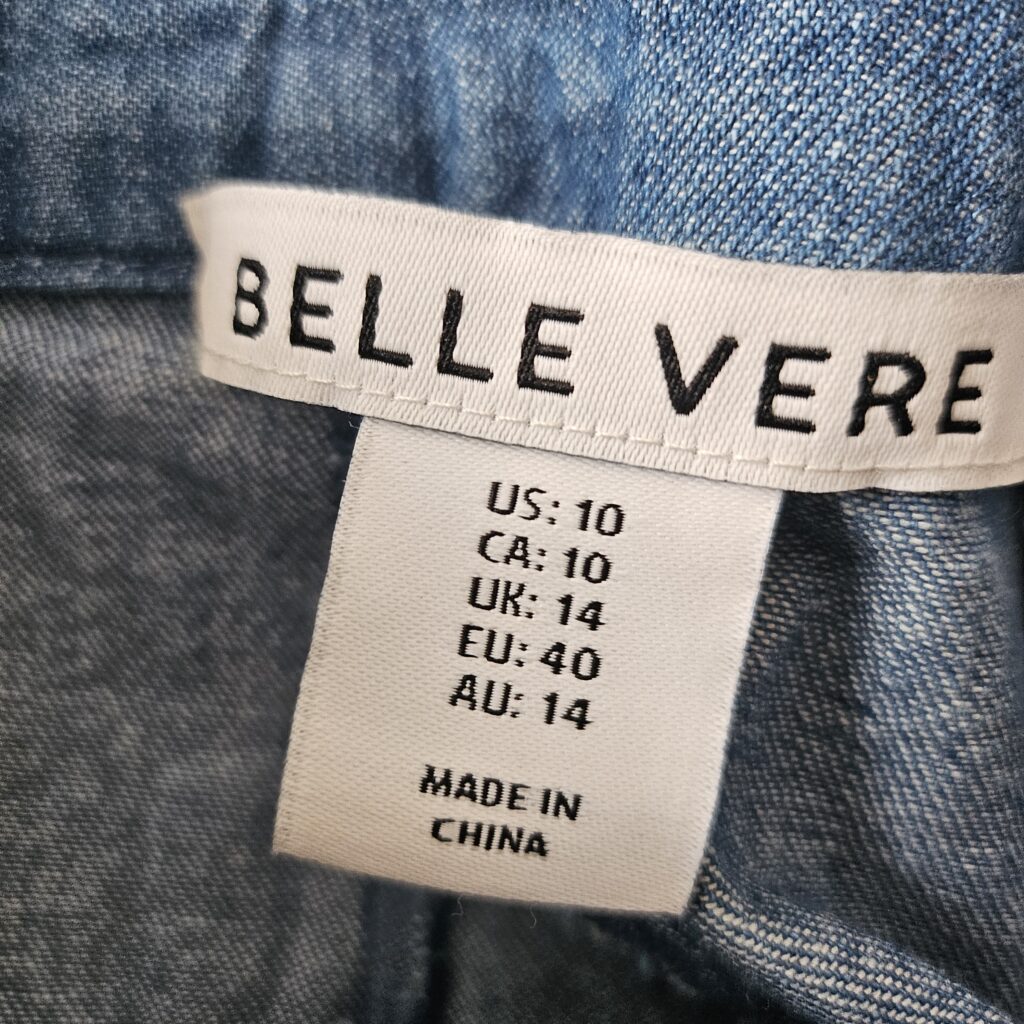 BELLE VERE
US: 10
CA: 10
UK: 14
EU: 40
AU: 14
MADE IN
CHINA